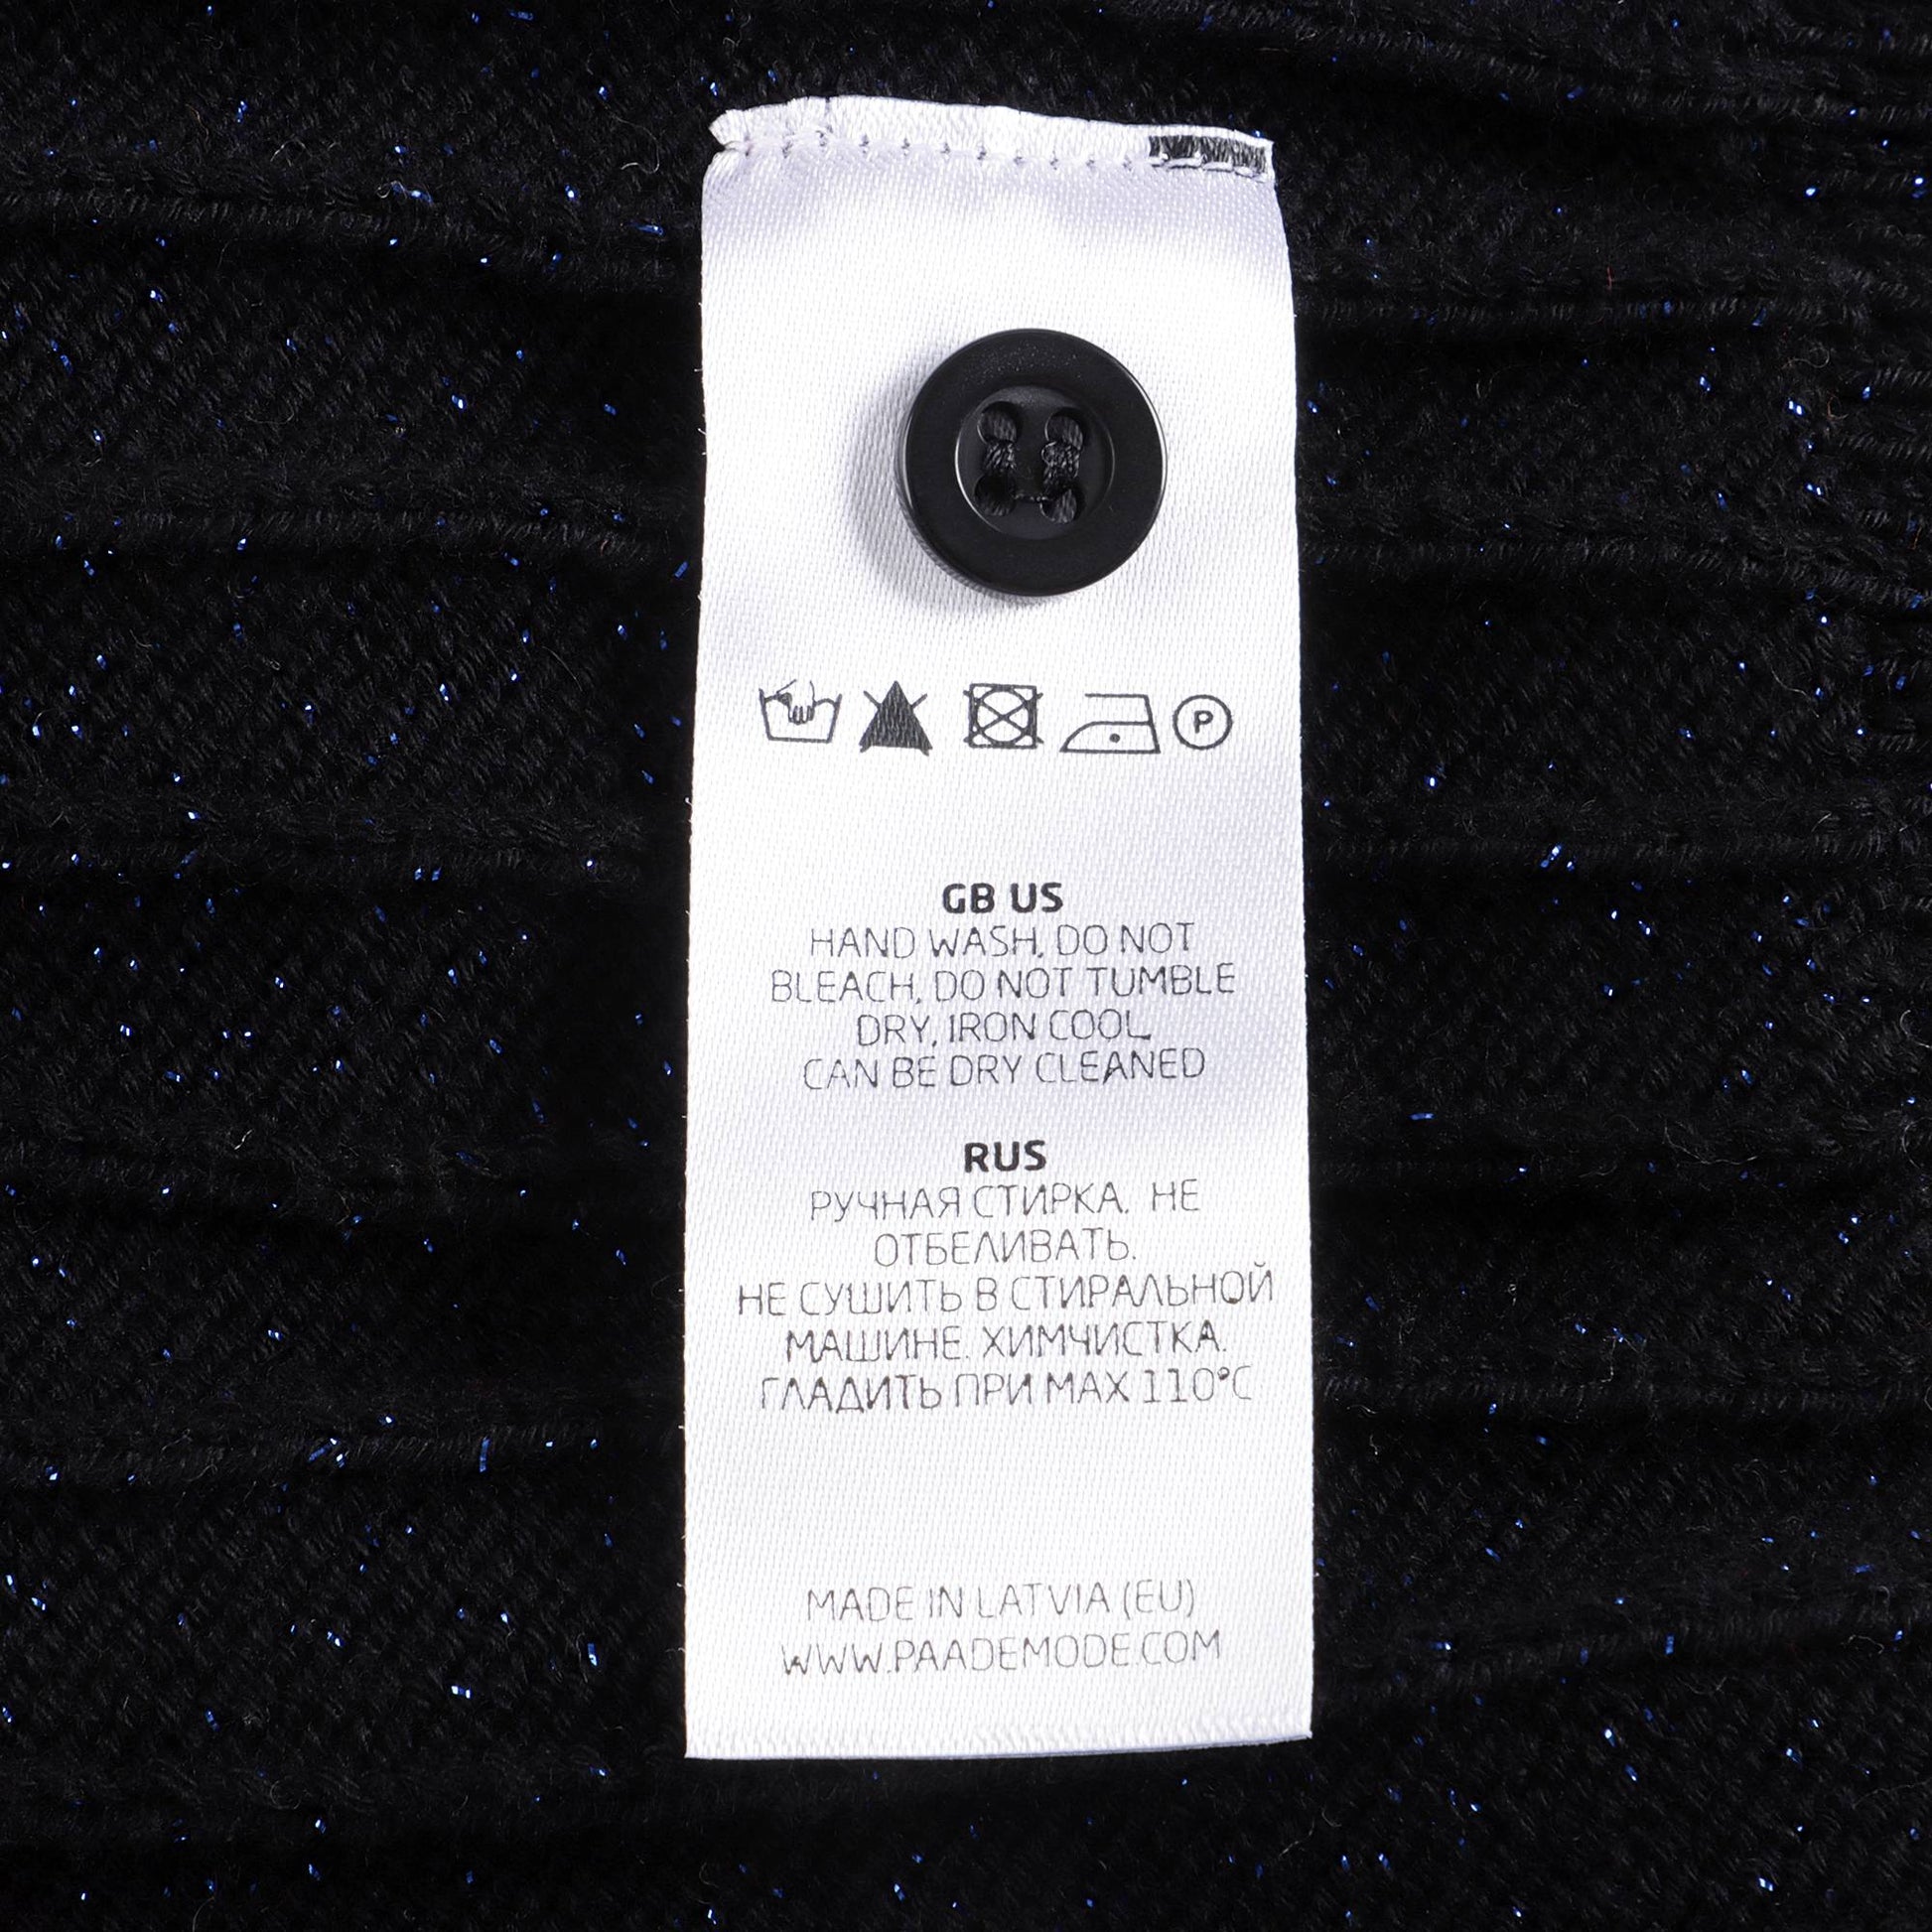 P
GB US
HAND WASH, DO NOT
BLEACH, DO NOT TUMBLE
DRY, IRON COOL
CAN BE DRY CLEANED
RUS
РУЧНАЯ СТИРКА. НЕ
ОТБЕЛИВАТЬ.
НЕ СУШИТЬ В СТИРАЛЬНОЙ
МАШИНЕ. ХИМЧИСТКА.
ГЛАДИТЬ ПРИ MAX 110°C
MADE IN LATVIA (EU)
WWW.PAADEMODE.COM